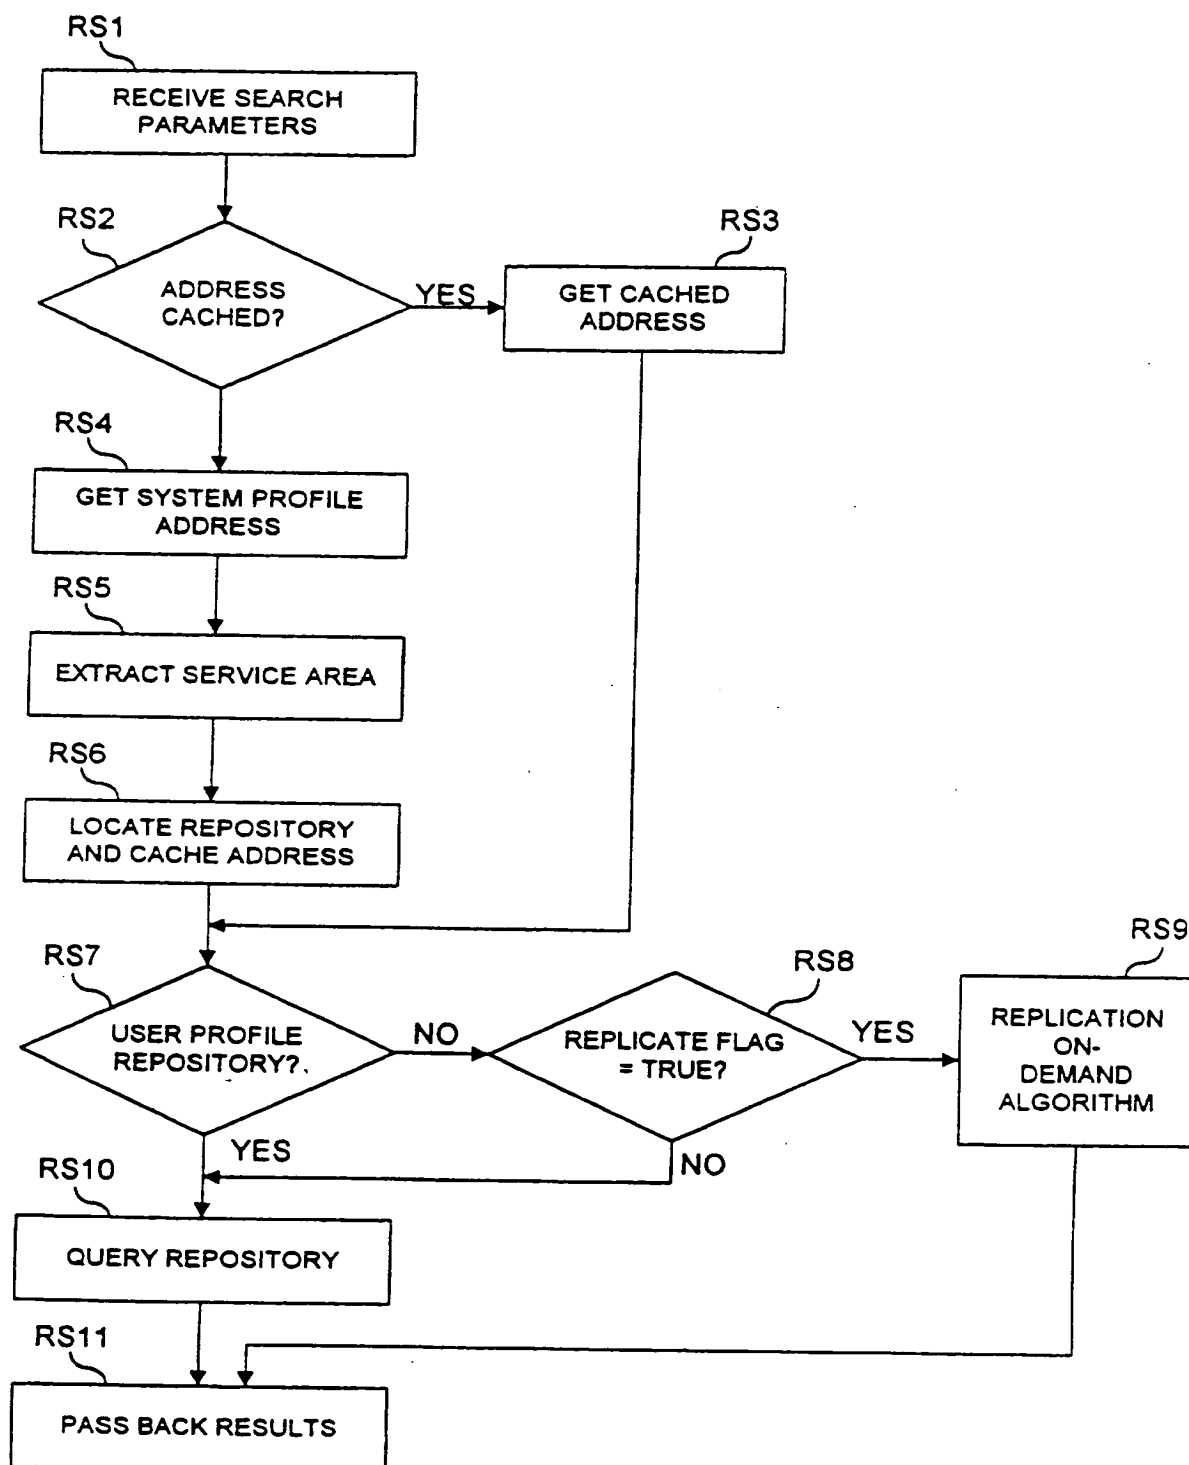 RS1
RECEIVE SEARCH
PARAMETERS
RS2
ADDRESS
CACHED?
YES
RS3
GET CACHED
ADDRESS
RS4
GET SYSTEM PROFILE
ADDRESS
RS5
EXTRACT SERVICE AREA
RS6
LOCATE REPOSITORY
AND CACHE ADDRESS
RS7
USER PROFILE
REPOSITORY?
NO
YES
RS8
REPLICATE FLAG
= TRUE?
YES
NO
RS9
REPLICATION
ON-
DEMAND
ALGORITHM
RS10
QUERY REPOSITORY
RS11
PASS BACK RESULTS